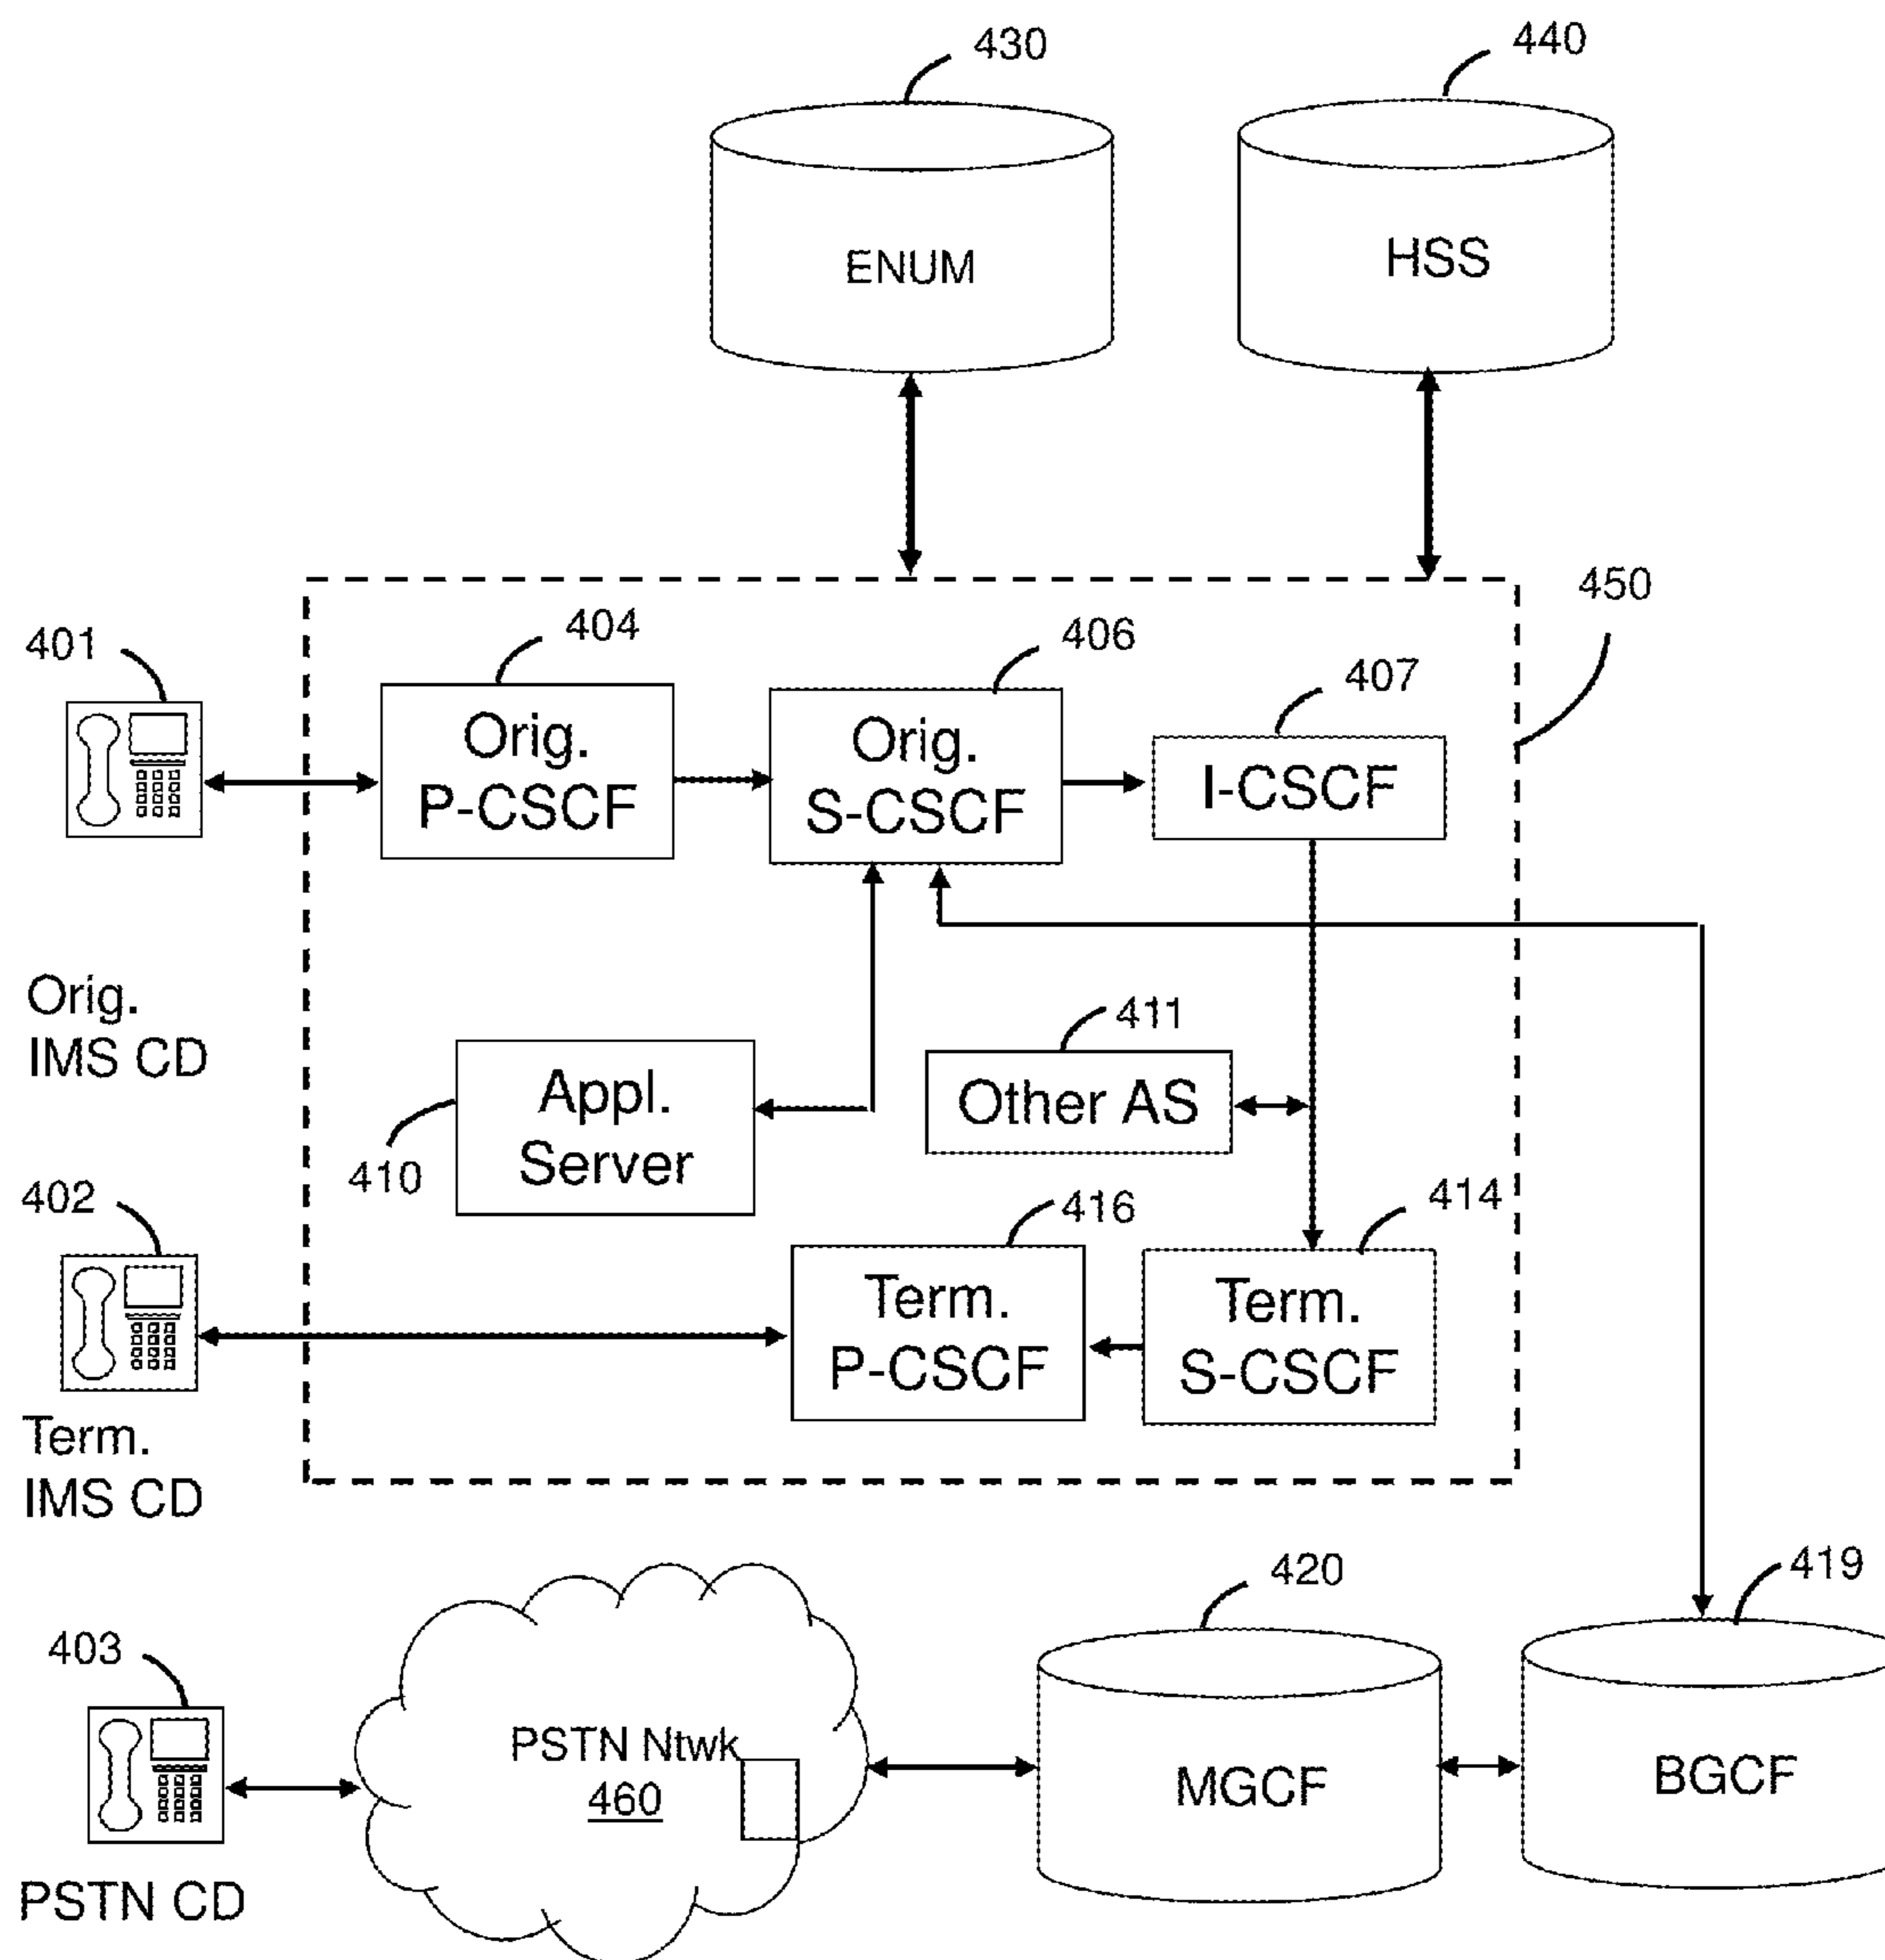 430
440
ENUM
HSS
450
401
404
406
407
Orig.
P-CSCF
Orig.
S-CSCF
I-CSCF
Orig.
IMS CD
411
Other AS
Appl.
Server
410
402
416
414
Term.
P-CSCF
Term.
S-CSCF
Term.
IMS CD
420
419
403
PSTN Ntwk
460
MGCF
BGCF
PSTN CD